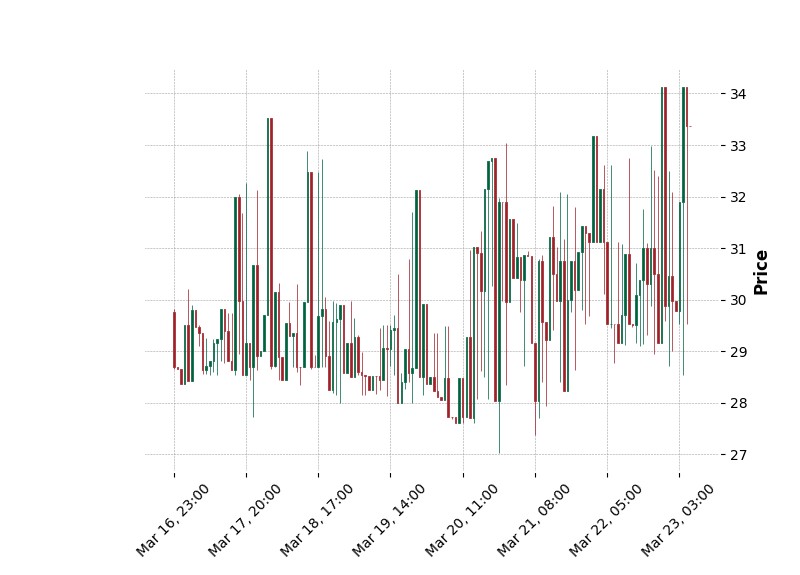 34
33
32
31
30
29
28
27
Price
Mar 16, 23:00
Mar 17, 20:00
Mar 18, 17:00
Mar 19, 14:00
Mar 20, 11:00
Mar 21, 08:00
Mar 22, 05:00
Mar 23, 03:00